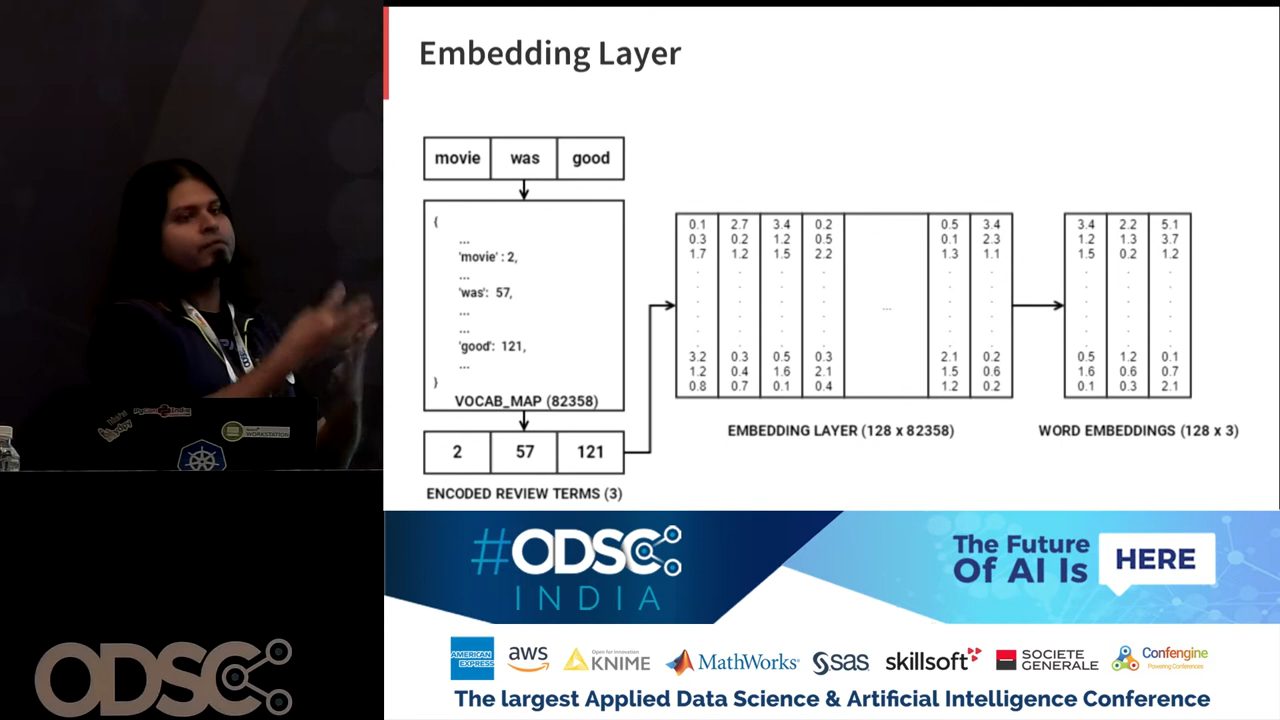 Embedding Layer
movie was good
{
...
'movie' : 2,
...
'was': 57,
...
...
'good': 121,
...
}
VOCAB_MAP (82358)
2 57 121
ENCODED REVIEW TERMS (3)
0.1 2.7 3.4 0.2 0.5 3.4
0.3 0.2 1.2 0.5 0.1 2.3
1.7 1.2 1.5 2.2 1.3 1.1
...
3.2 0.3 0.5 0.3 2.1 0.2
1.2 0.4 1.6 2.1 1.5 0.6
0.8 0.7 0.1 0.4 1.2 0.2
EMBEDDING LAYER (128 x 82358)
3.4 2.2 5.1
1.2 1.3 3.7
1.5 0.2 1.2
0.5 1.2 0.1
1.6 0.6 0.7
0.1 0.3 2.1
WORD EMBEDDINGS (128 x 3)
WORKSTATION
#ODSC
INDIA
The Future
Of AI Is HERE
ODSC
AMERICAN
EXPRESS
aws
Open for Innovation
KNIME
MathWorks
sas
skillsoft
SOCIETE
GENERALE
Confengine
Powering Conferences
The largest Applied Data Science & Artificial Intelligence Conference